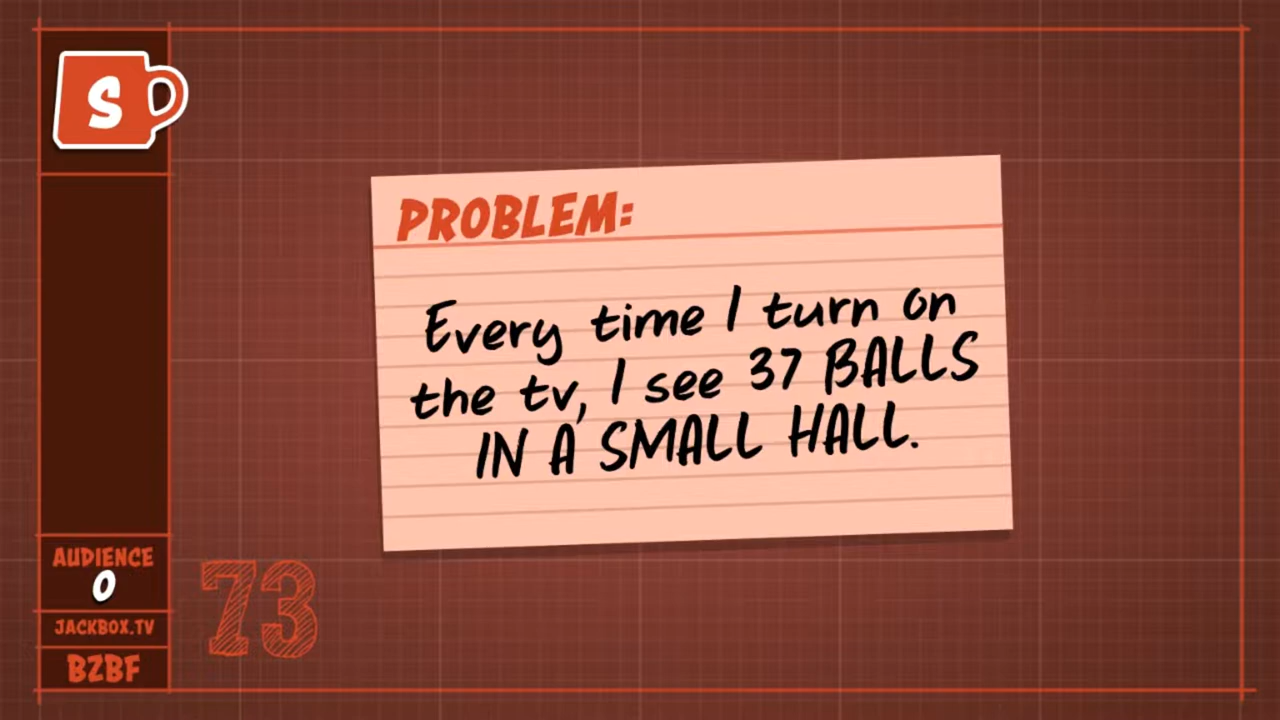 S
PROBLEM:
Every time I turn on
the tv, I see 37 BALLS
IN A SMALL HALL.
AUDIENCE
0
JACKBOX.TV
BZBF
73